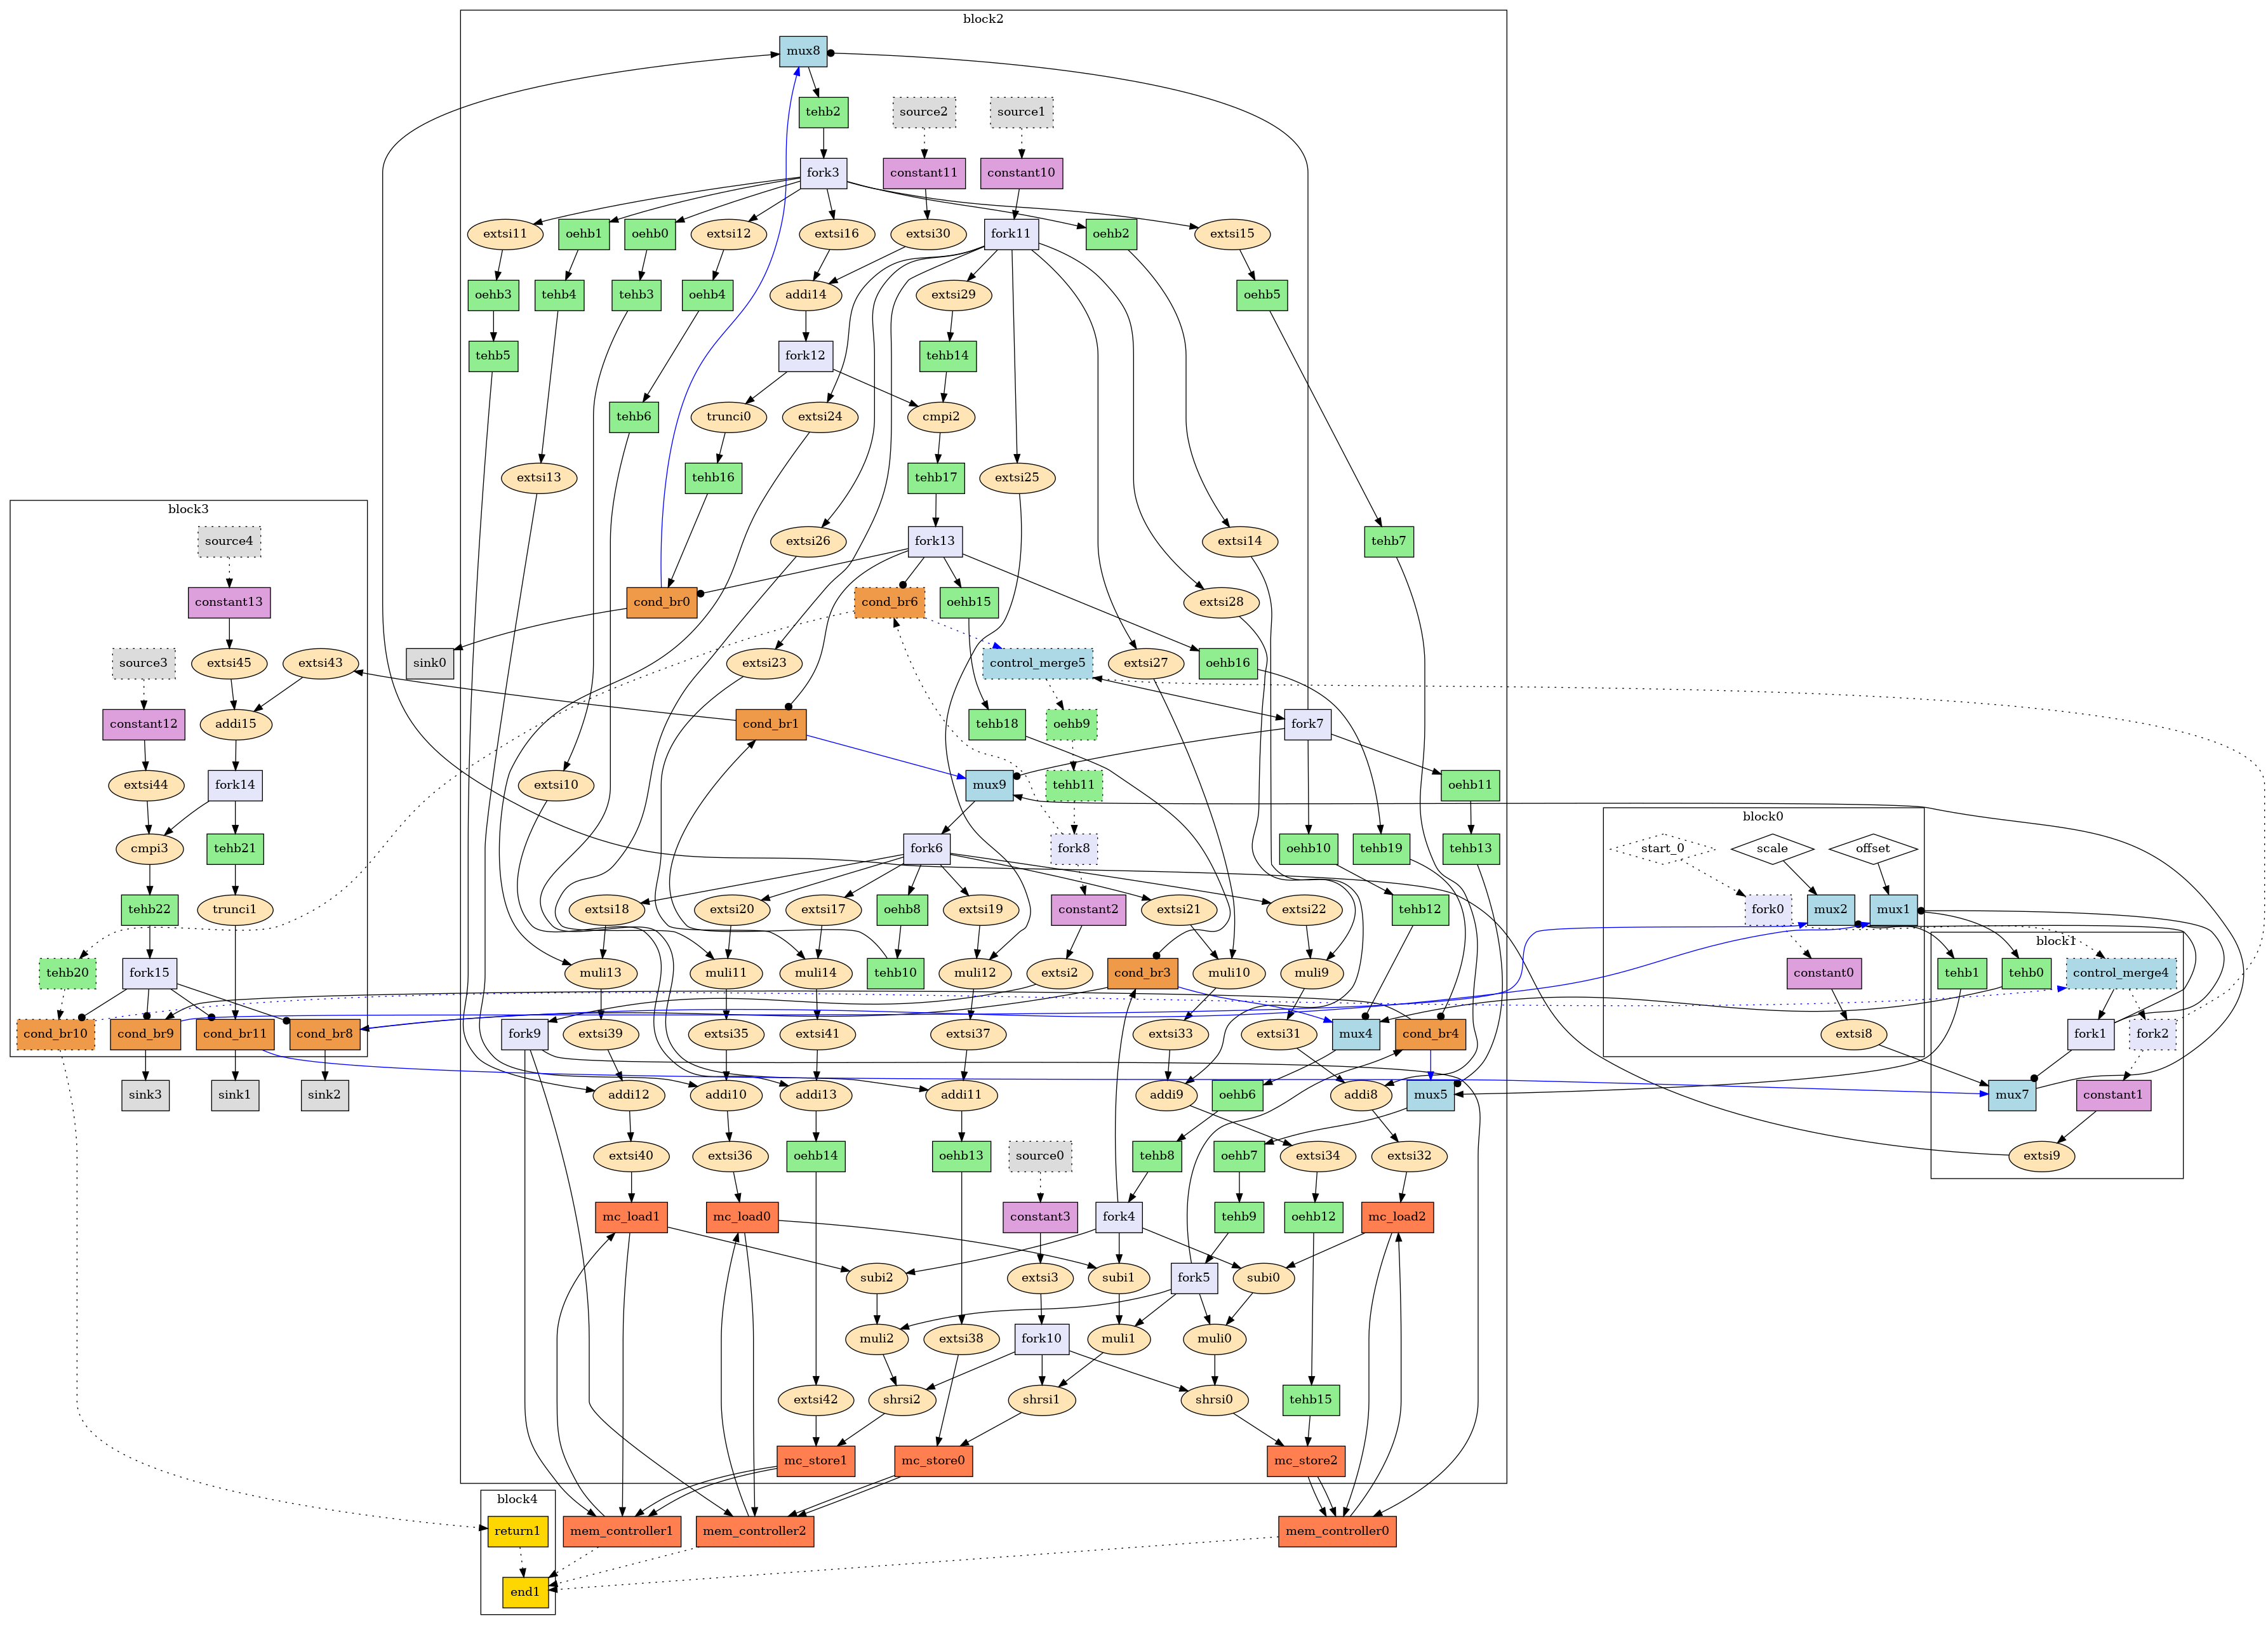 block2
mux8
tehb2
source2
source1
fork3
constant11
constant10
extsi11
oehb1
oehb0
extsi12
extsi16
extsi30
fork11
oehb2
extsi15
oehb3
tehb4
tehb3
oehb4
addi14
extsi29
oehb5
tehb5
fork12
tehb14
tehb6
trunci0
extsi24
cmpi2
extsi13
tehb16
tehb17
extsi25
block3
source4
extsi26
fork13
extsi14
tehb7
constant13
cond_br0
cond_br6
oehb15
extsi28
source3
extsi45
extsi43
sink0
extsi23
control_merge5
extsi27
oehb16
constant12
addi15
cond_br1
tehb18
oehb9
fork7
extsi44
fork14
extsi10
mux9
tehb11
oehb11
block0
cmpi3
tehb21
fork6
fork8
oehb10
tehb19
tehb13
start_0
scale
offset
tehb22
trunci1
extsi18
extsi20
extsi17
oehb8
extsi19
constant2
extsi21
extsi22
tehb12
fork0
mux2
mux1
block1
tehb20
fork15
muli13
muli11
muli14
tehb10
muli12
extsi2
cond_br3
muli10
muli9
constant0
tehb1
tehb0
control_merge4
cond_br10
cond_br9
cond_br11
cond_br8
fork9
extsi39
extsi35
extsi41
extsi37
extsi33
extsi31
mux4
cond_br4
extsi8
fork1
fork2
sink3
sink1
sink2
addi12
addi10
addi13
addi11
addi9
oehb6
addi8
mux5
mux7
constant1
extsi40
extsi36
oehb14
oehb13
source0
tehb8
oehb7
extsi34
extsi32
extsi9
mc_load1
mc_load0
constant3
fork4
tehb9
oehb12
mc_load2
subi2
extsi3
subi1
fork5
subi0
muli2
extsi38
fork10
muli1
muli0
extsi42
shrsi2
shrsi1
shrsi0
tehb15
mc_store1
mc_store0
mc_store2
block4
return1
mem_controller1
mem_controller2
mem_controller0
end1